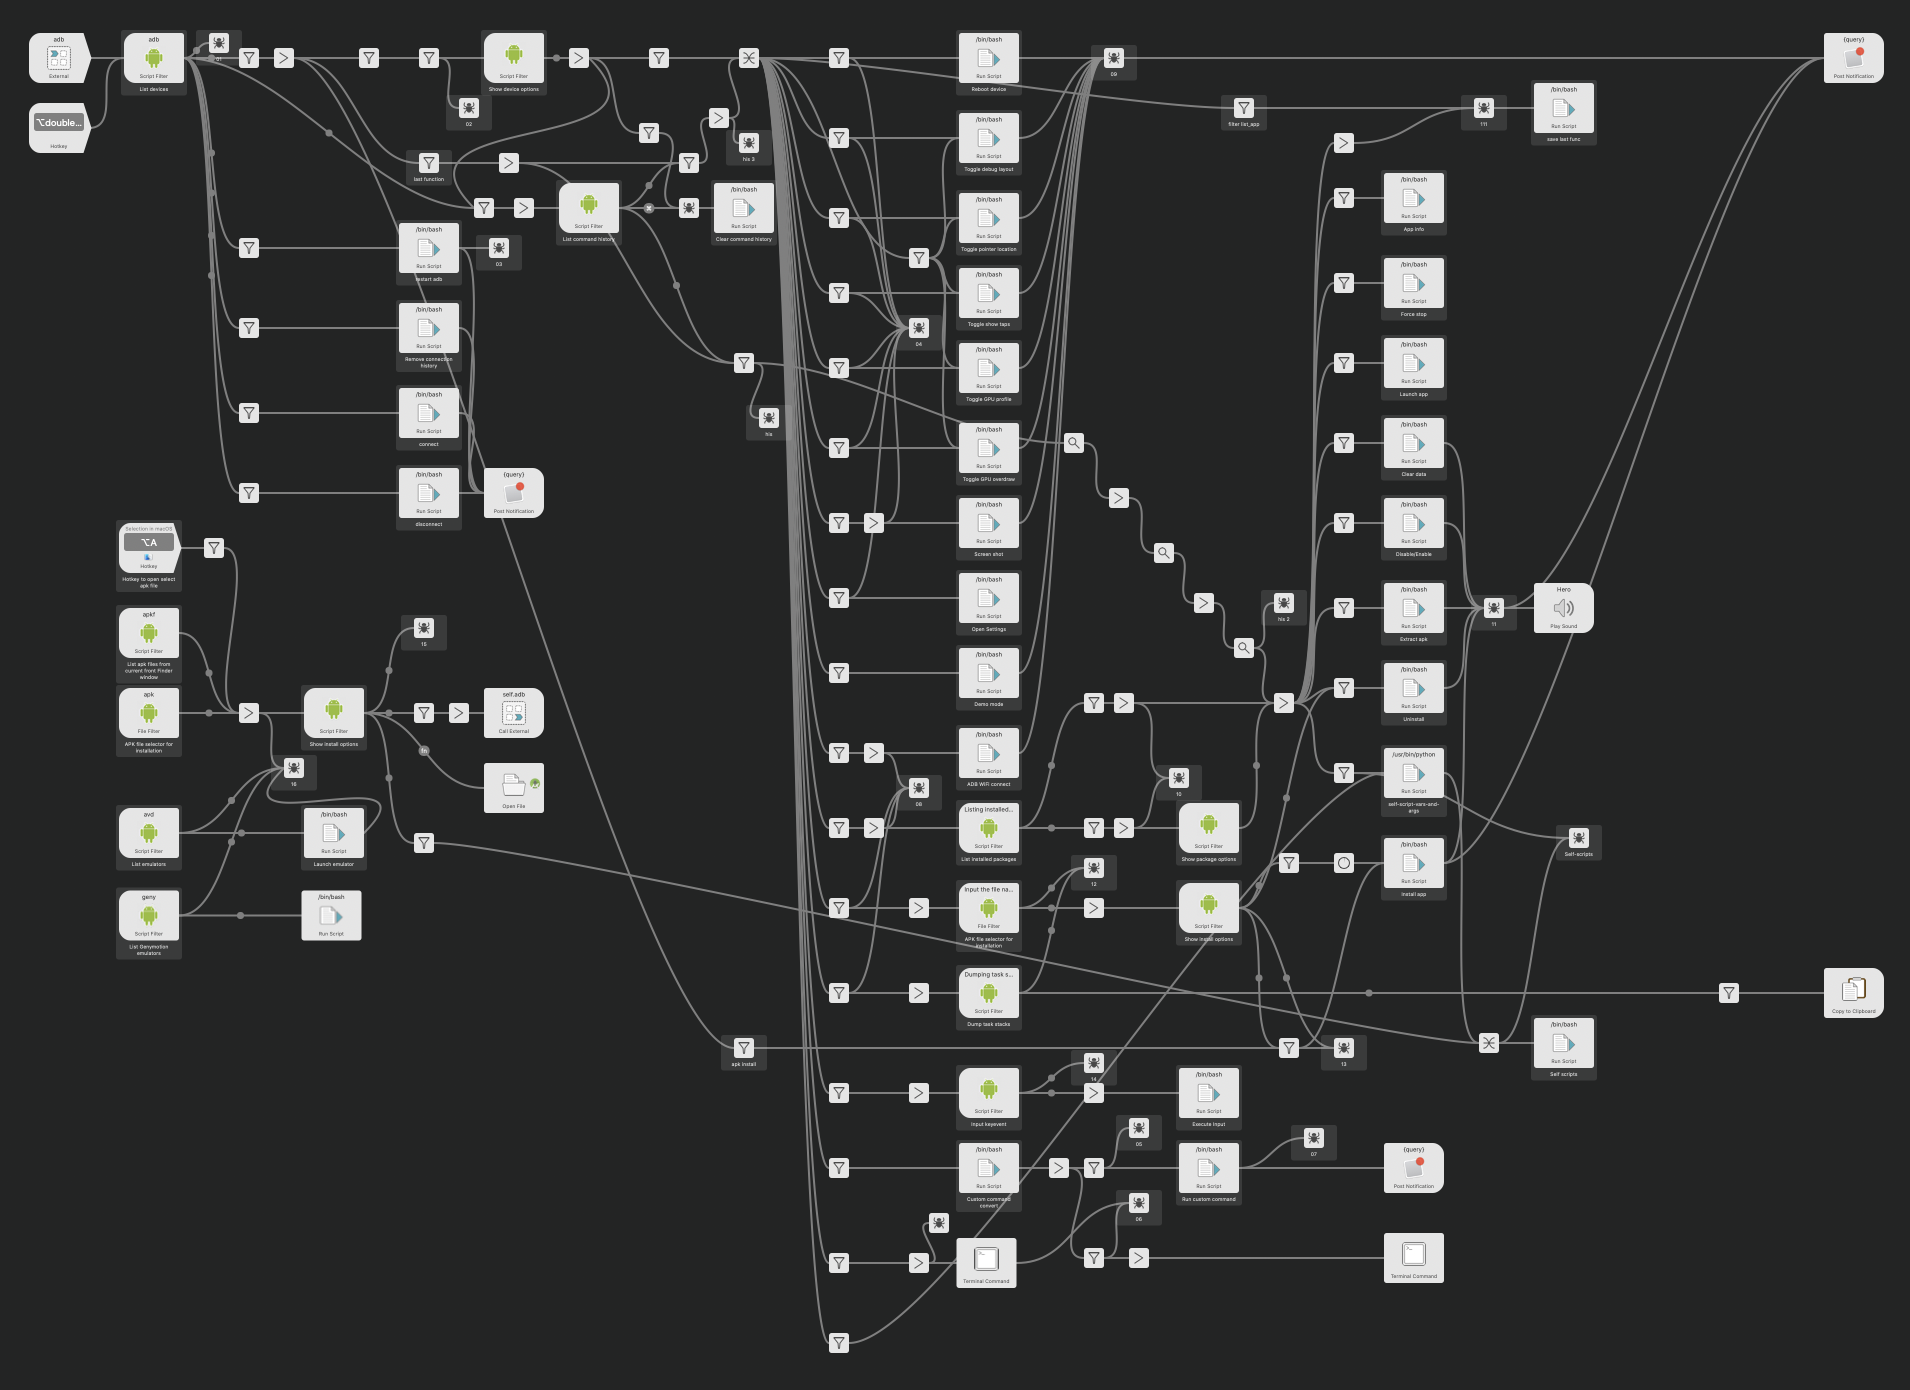 adb
External
adb
Script Filter
List devices
01
Script Filter
Show device options
02
⌥double...
Hotkey
last function
his 3
/bin/bash
Run Script
Reboot device
09
{query}
Post Notification
filter list_app
111
/bin/bash
Run Script
save last func
/bin/bash
Run Script
Toggle debug layout
Script Filter
List command history
/bin/bash
Run Script
Clear command history
/bin/bash
Run Script
Toggle pointer location
/bin/bash
Run Script
App info
/bin/bash
Run Script
restart adb
03
/bin/bash
Run Script
Toggle show taps
/bin/bash
Run Script
Force stop
/bin/bash
Run Script
Remove connection
history
04
/bin/bash
Run Script
Toggle GPU profile
/bin/bash
Run Script
Launch app
/bin/bash
Run Script
connect
his
/bin/bash
Run Script
Toggle GPU overdraw
/bin/bash
Run Script
Clear data
/bin/bash
Run Script
disconnect
{query}
Post Notification
/bin/bash
Run Script
Screen shot
/bin/bash
Run Script
Disable/Enable
Selection in macOS
⌥A
Hotkey
Hotkey to open select
apk file
/bin/bash
Run Script
Open Settings
his 2
/bin/bash
Run Script
Extract apk
11
Hero
Play Sound
apkf
Script Filter
List apk files from
current front Finder
window
15
/bin/bash
Run Script
Demo mode
/bin/bash
Run Script
Uninstall
apk
File Filter
APK file selector for
installation
Script Filter
Show install options
self.adb
Call External
fn
16
Open File
/bin/bash
Run Script
ADB WiFi connect
08
10
/usr/bin/python
Run Script
self-script-vars-and-
args
avd
Script Filter
List emulators
/bin/bash
Run Script
Launch emulator
Listing installed...
Script Filter
List installed packages
Script Filter
Show package options
Self-scripts
12
/bin/bash
Run Script
Install app
geny
Script Filter
List Genymotion
emulators
/bin/bash
Run Script
Input the file na...
File Filter
APK file selector for
installation
Script Filter
Show install options
Dumping task s...
Script Filter
Dump task stacks
Copy to Clipboard
apk install
13
/bin/bash
Run Script
Self scripts
14
Script Filter
Input keyevent
/bin/bash
Run Script
Execute input
05
07
/bin/bash
Run Script
Custom command
convert
/bin/bash
Run Script
Run custom command
{query}
Post Notification
06
Terminal Command
Terminal Command